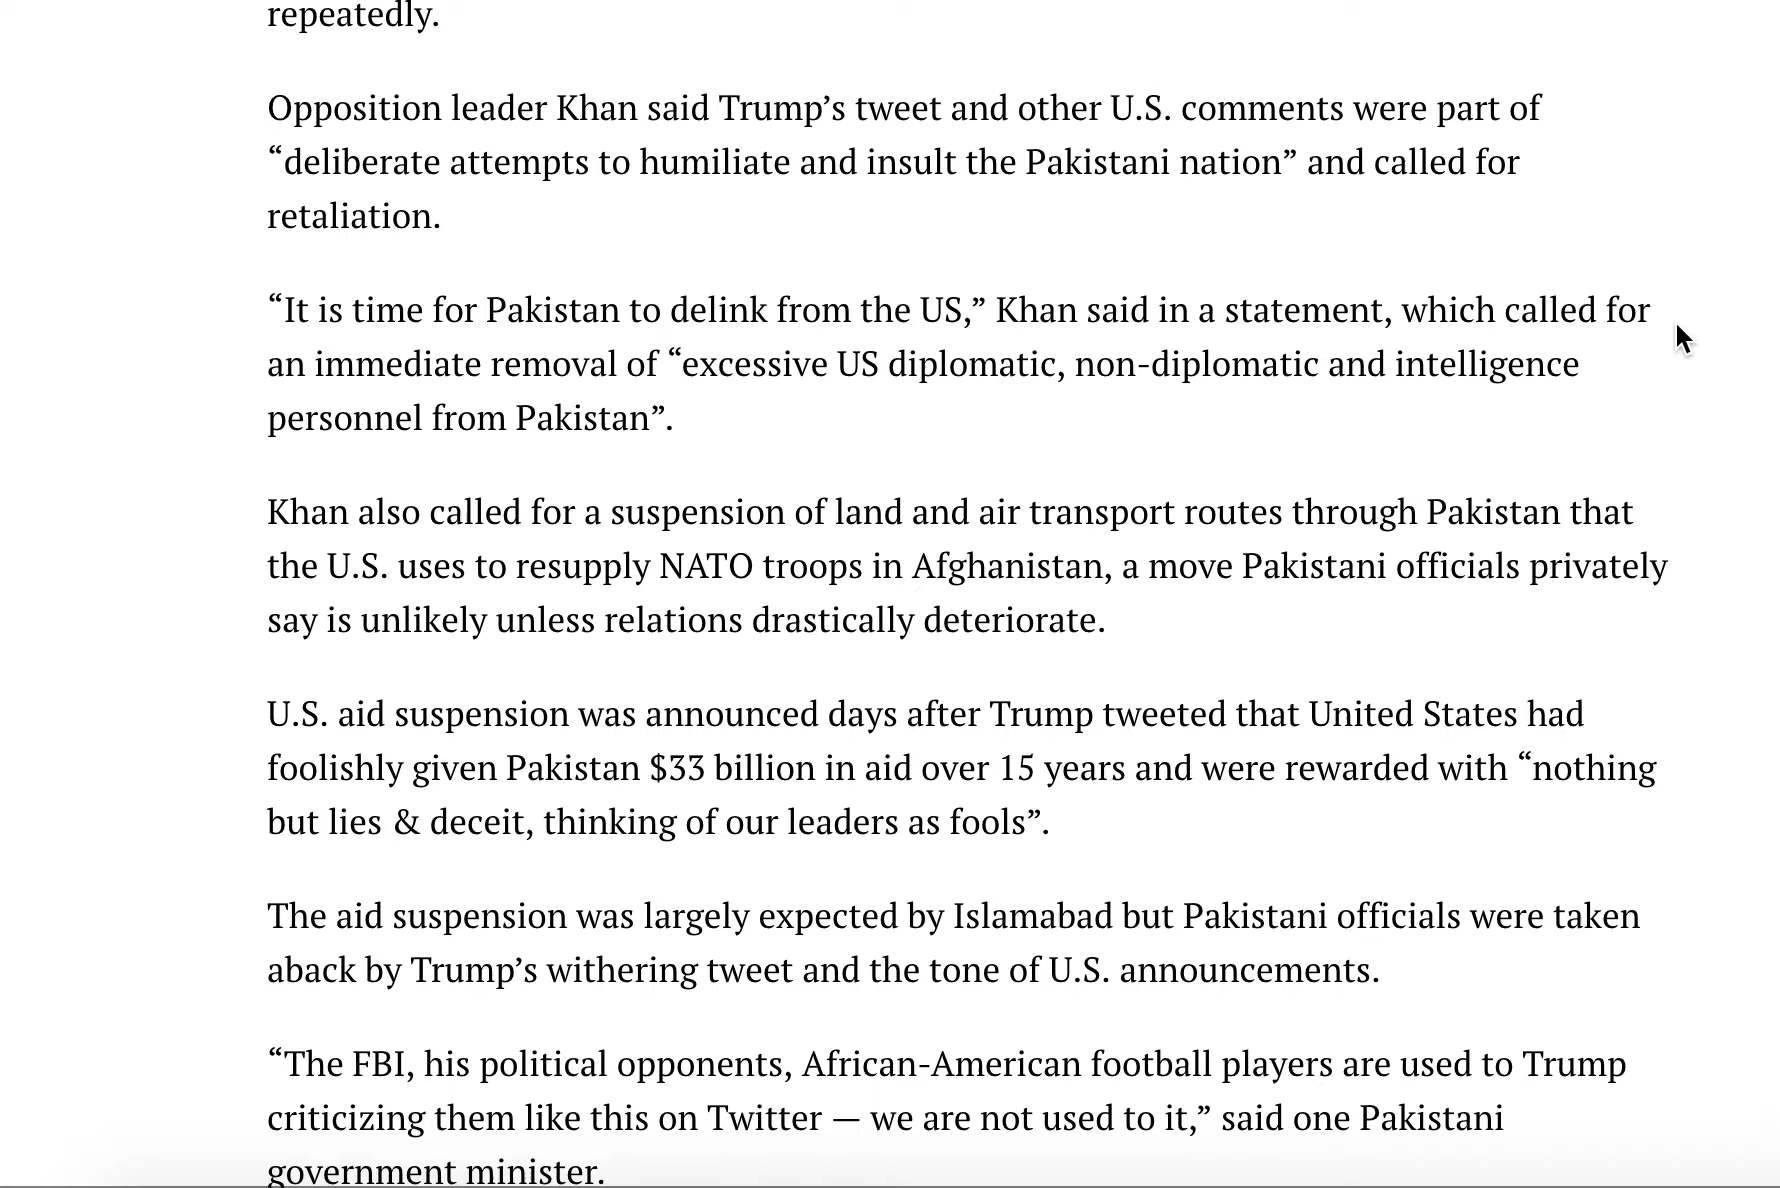 repeatedly.
Opposition leader Khan said Trump’s tweet and other U.S. comments were part of
“deliberate attempts to humiliate and insult the Pakistani nation” and called for
retaliation.
“It is time for Pakistan to delink from the US,” Khan said in a statement, which called for
an immediate removal of “excessive US diplomatic, non-diplomatic and intelligence
personnel from Pakistan”.
Khan also called for a suspension of land and air transport routes through Pakistan that
the U.S. uses to resupply NATO troops in Afghanistan, a move Pakistani officials privately
say is unlikely unless relations drastically deteriorate.
U.S. aid suspension was announced days after Trump tweeted that United States had
foolishly given Pakistan $33 billion in aid over 15 years and were rewarded with “nothing
but lies & deceit, thinking of our leaders as fools”.
The aid suspension was largely expected by Islamabad but Pakistani officials were taken
aback by Trump’s withering tweet and the tone of U.S. announcements.
“The FBI, his political opponents, African-American football players are used to Trump
criticizing them like this on Twitter — we are not used to it,” said one Pakistani
government minister.